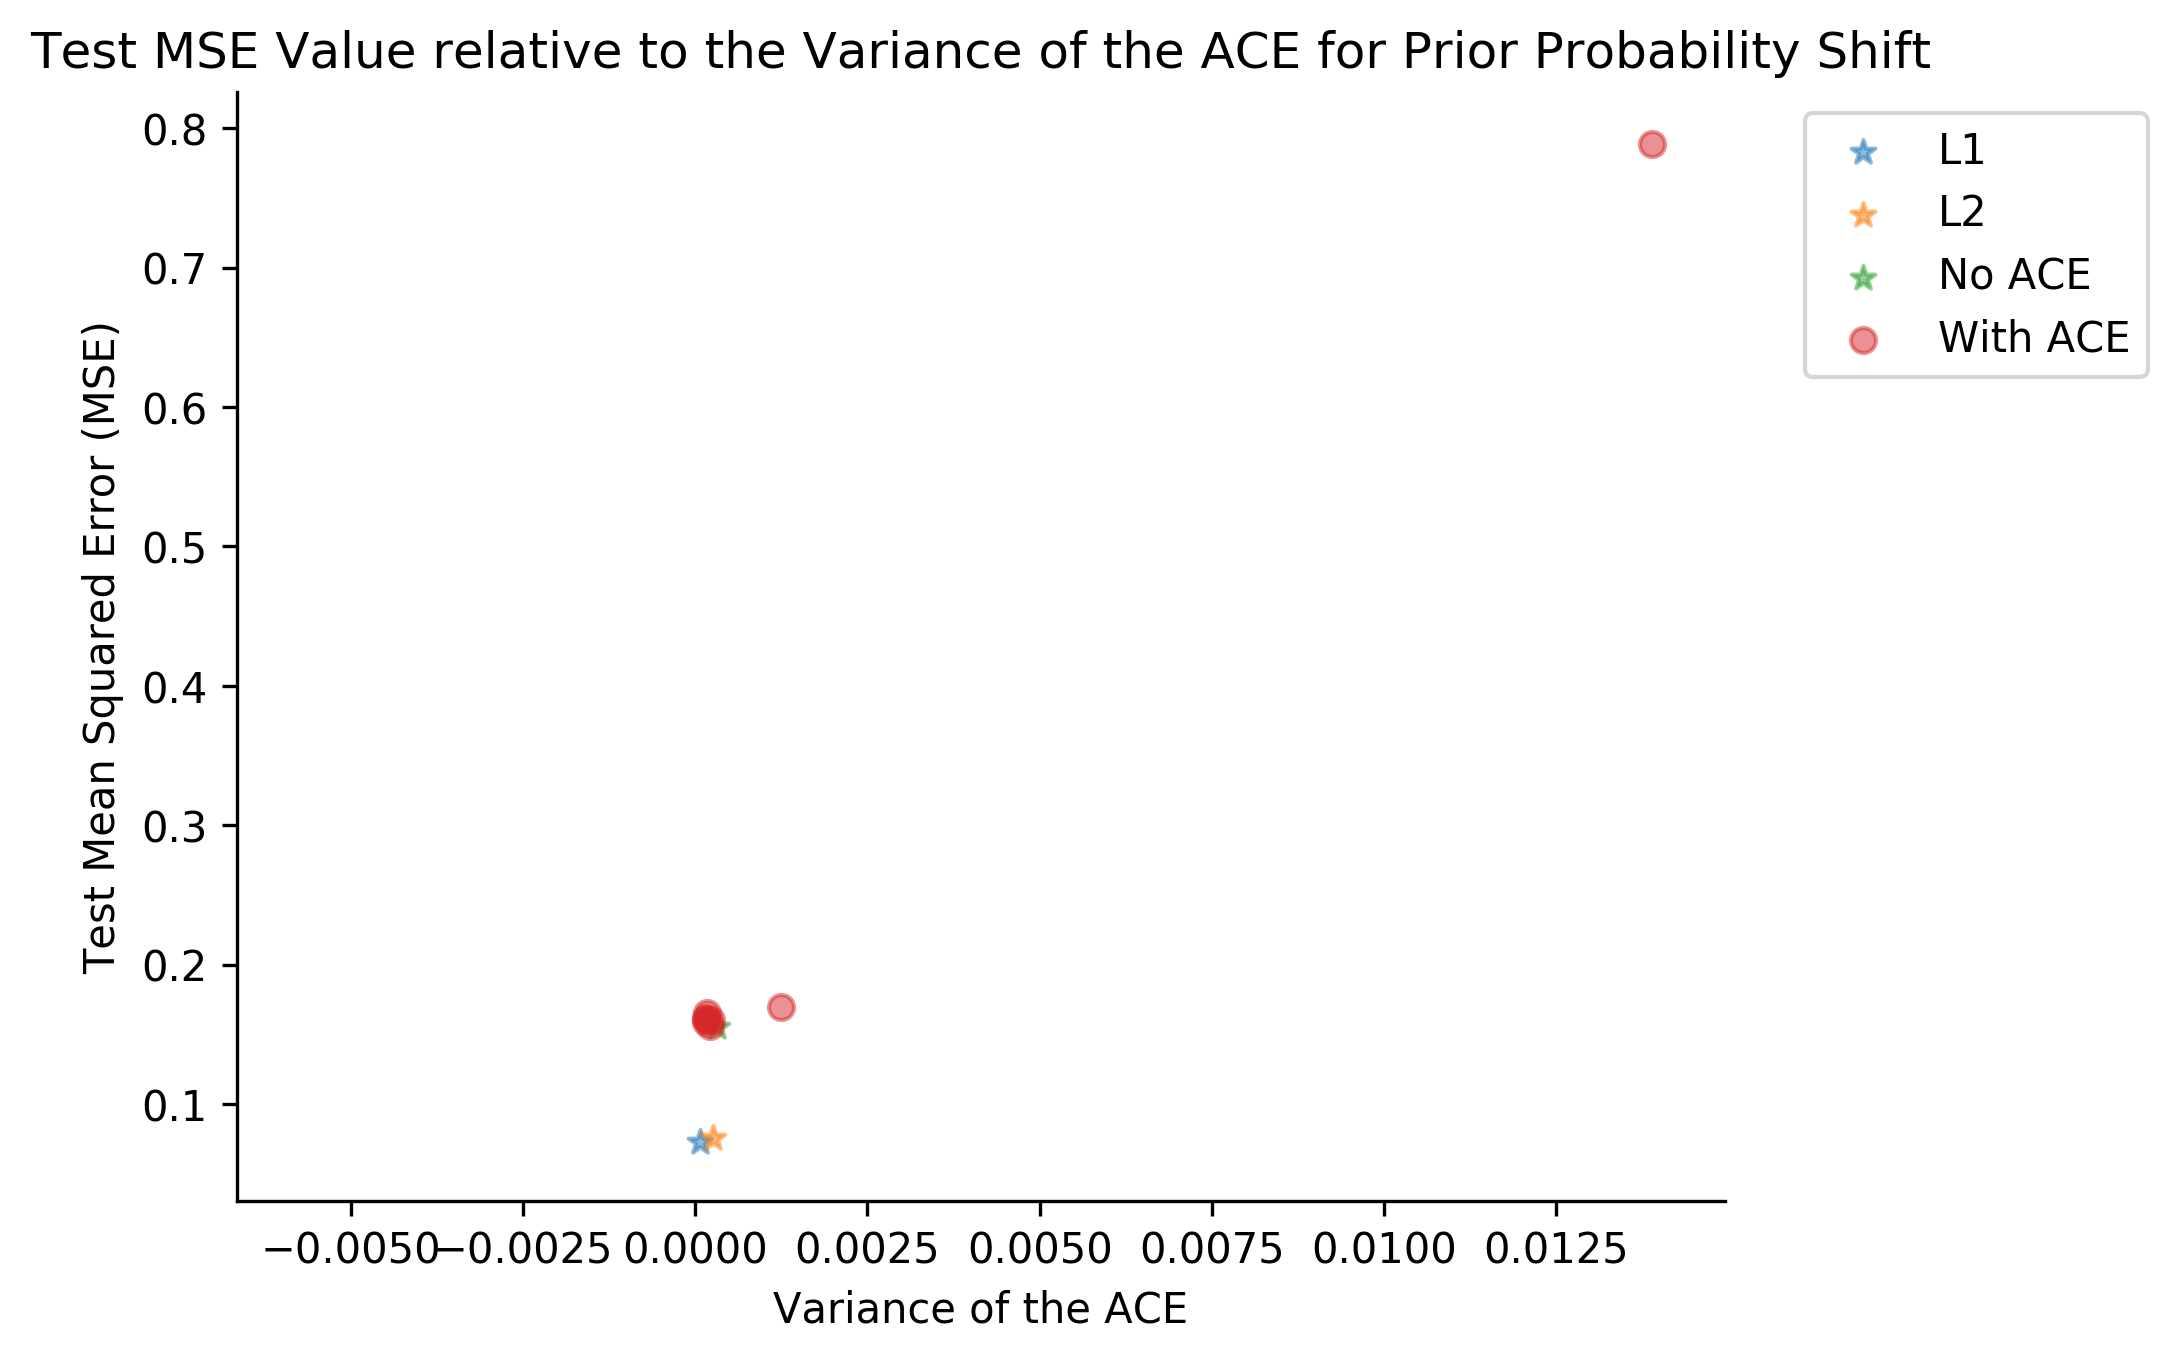 Test MSE Value relative to the Variance of the ACE for Prior Probability Shift
L1
L2
No ACE
With ACE
Test Mean Squared Error (MSE)
0.8
0.7
0.6
0.5
0.4
0.3
0.2
0.1
−0.0050 −0.0025 0.0000 0.0025 0.0050 0.0075 0.0100 0.0125
Variance of the ACE